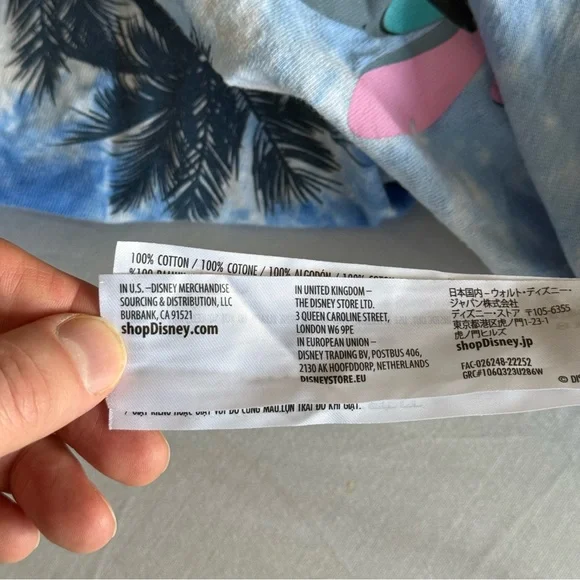 100% COTTON / 100% COTONE / 100% ALGODÓN / 100%
%100
IN U.S. –DISNEY MERCHANDISE
SOURCING & DISTRIBUTION, LLC
BURBANK, CA 91521
shopDisney.com
IN UNITED KINGDOM –
THE DISNEY STORE LTD.
3 QUEEN CAROLINE STREET,
LONDON W6 9PE
IN EUROPEAN UNION –
DISNEY TRADING BV, POSTBUS 406,
2130 AK HOOFDDORP, NETHERLANDS
DISNEYSTORE.EU
日本国内 – ウォルト・ディズニー・
ジャパン株式会社
ディズニー・ストア 〒105-6355
東京都港区虎ノ門1-23-1
虎ノ門ヒルズ
shopDisney.jp
FAC-026248-22252
GRC#106Q323U286W
©